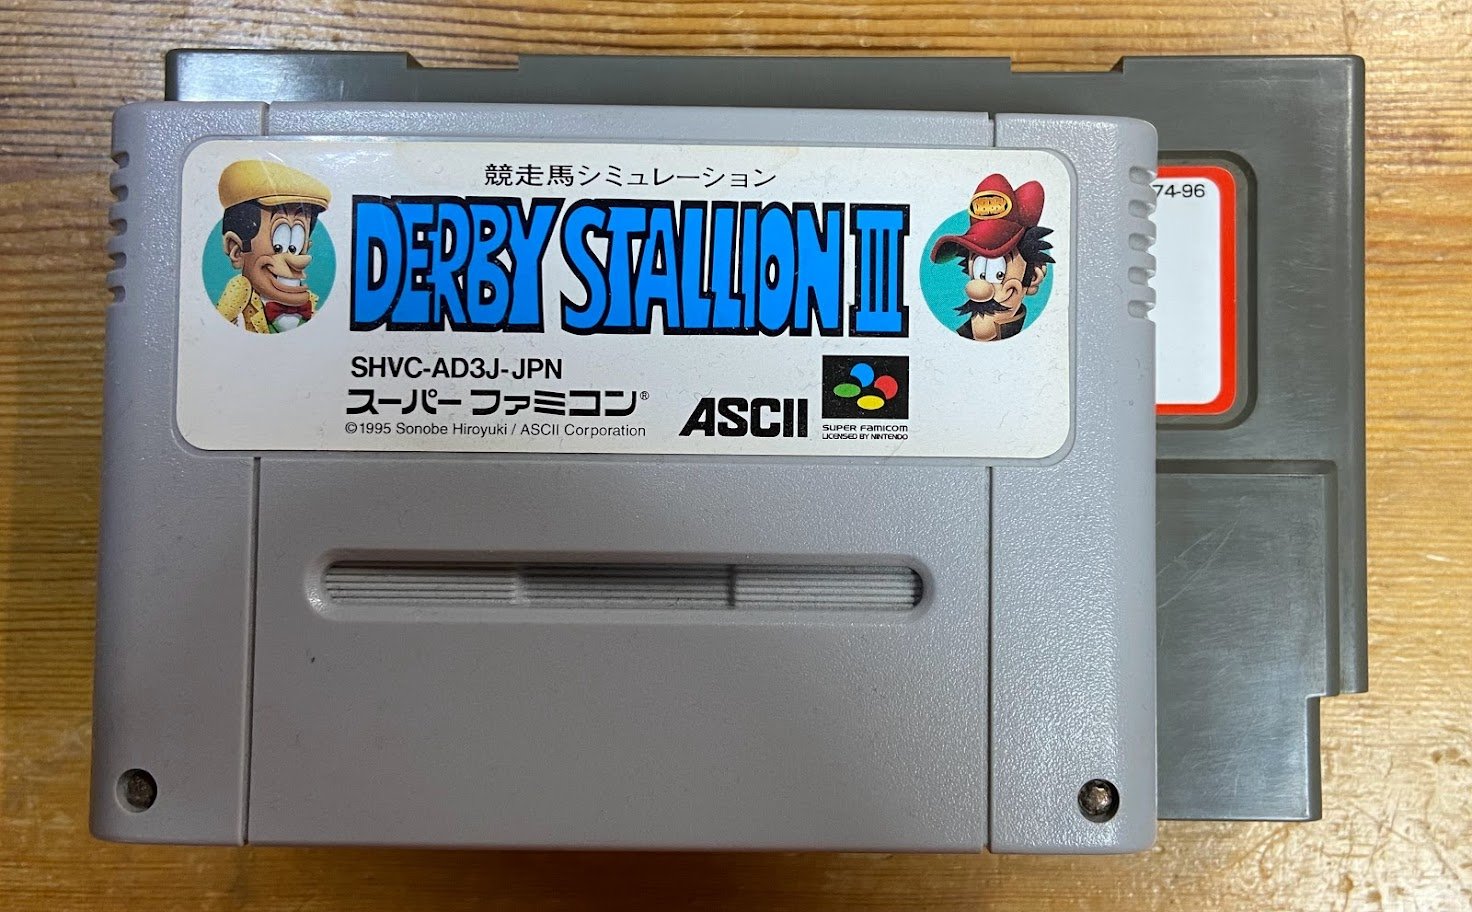 競走馬シミュレーション
DERBY STALLION III
SHVC-AD3J-JPN
スーパーファミコン®
©1995 Sonobe Hiroyuki / ASCII Corporation
ASCII
SUPER FAMICOM
LICENSED BY NINTENDO
DERBY
74-96